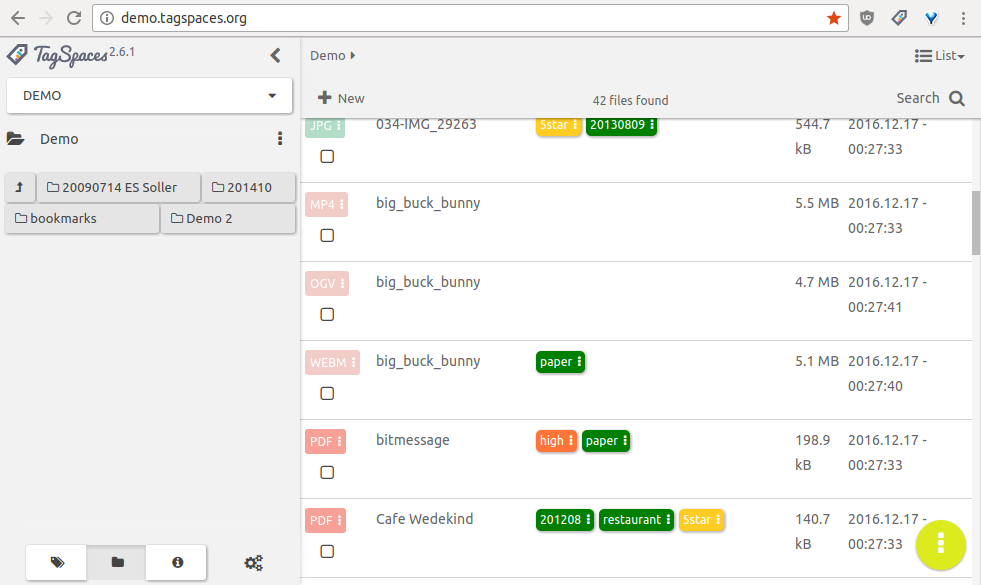 demo.tagspaces.org
TagSpaces 2.6.1
DEMO
Demo
20090714 ES Soller
201410
bookmarks
Demo 2
Demo
List
New
42 files found
Search
JPG 034-IMG_29263 5star 20130809 544.7 kB 2016.12.17 -
00:27:33
MP4 big_buck_bunny 5.5 MB 2016.12.17 -
00:27:33
OGV big_buck_bunny 4.7 MB 2016.12.17 -
00:27:41
WEBM big_buck_bunny paper 5.1 MB 2016.12.17 -
00:27:40
PDF bitmessage high paper 198.9 2016.12.17 -
kB 00:27:33
PDF Cafe Wedekind 201208 restaurant 5star 140.7 2016.12.17 -
kB 00:27:33